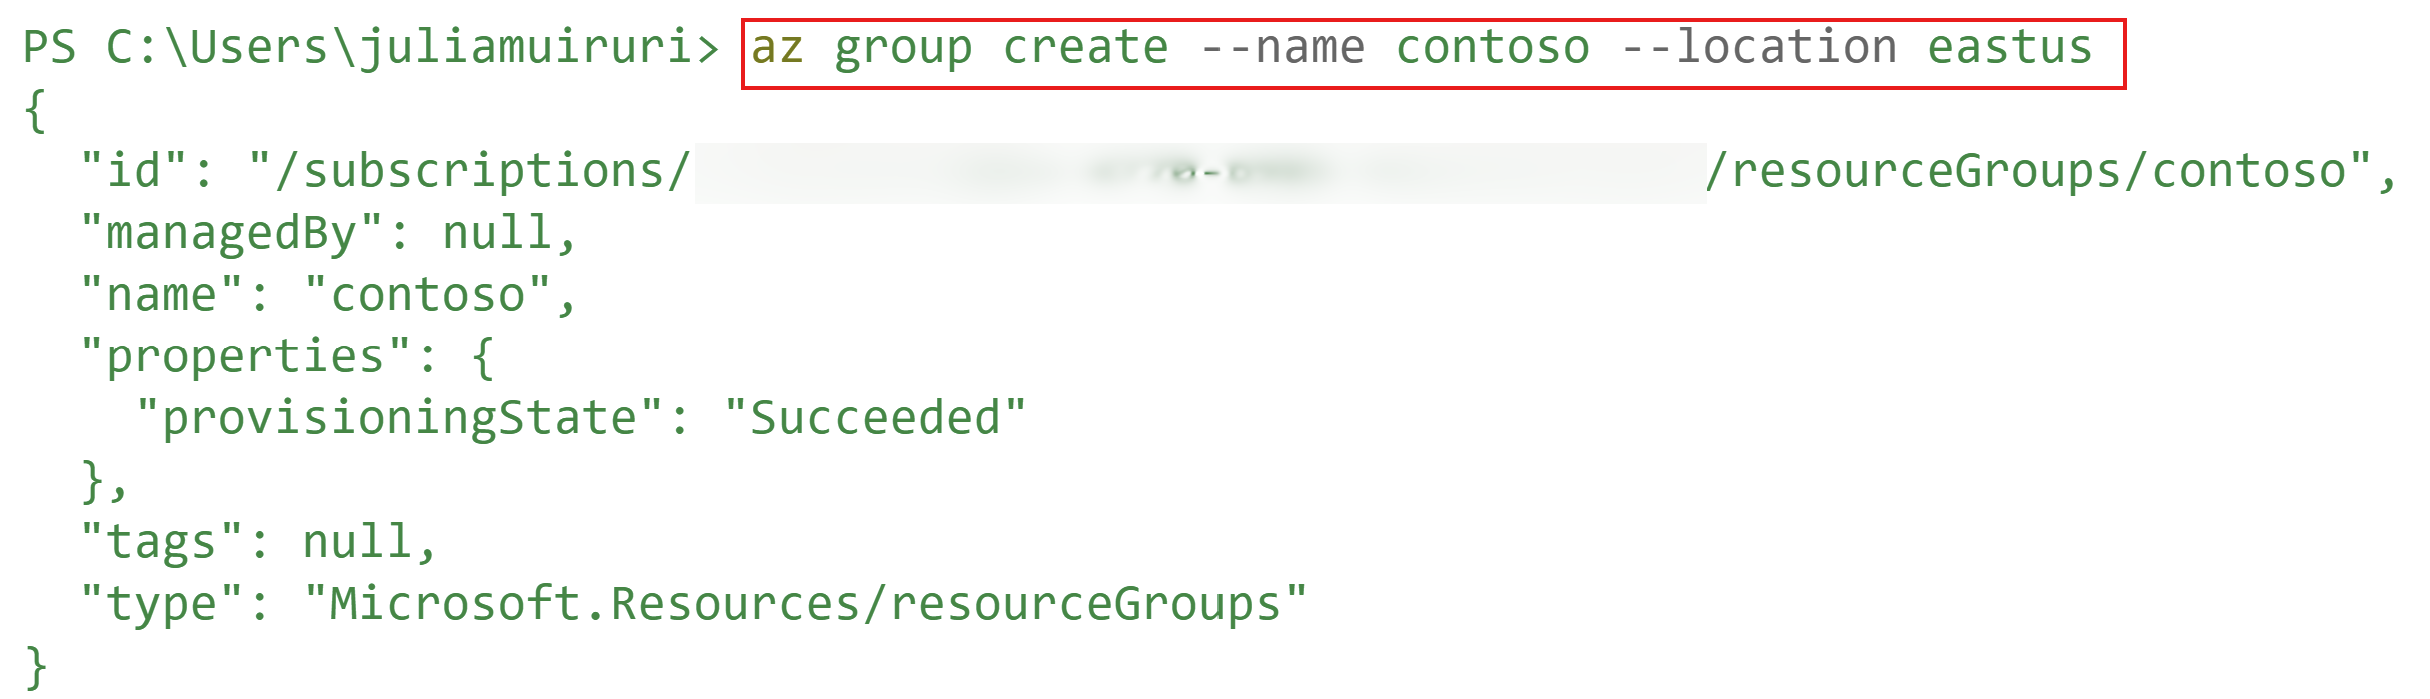 PS C:\Users\juliamuiruri> az group create --name contoso --location eastus
{
  "id": "/subscriptions/ /resourceGroups/contoso",
  "managedBy": null,
  "name": "contoso",
  "properties": {
    "provisioningState": "Succeeded"
  },
  "tags": null,
  "type": "Microsoft.Resources/resourceGroups"
}